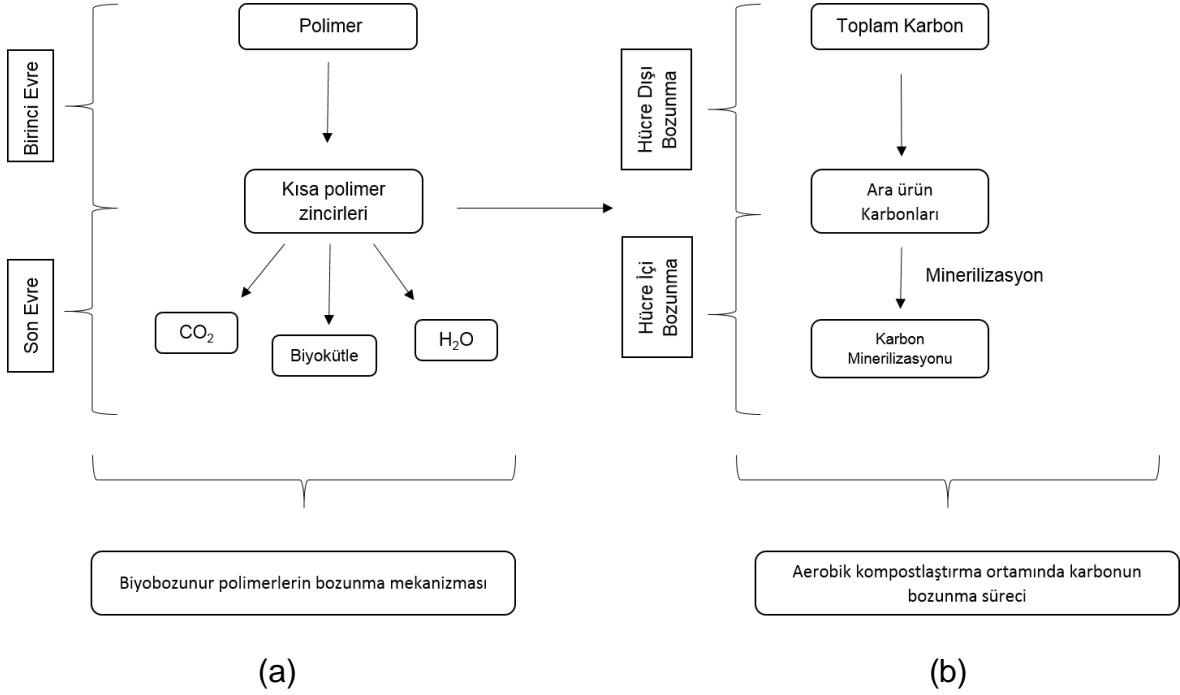 Polimer
Birinci Evre
Kısa polimer
zincirleri
Son Evre
CO₂
Biyokütle
H₂O
Biyobozunur polimerlerin bozunma mekanizması
(a)
Toplam Karbon
Hücre Dışı
Bozunma
Ara ürün
Karbonları
Hücre İçi
Bozunma
Minerilizasyon
Karbon
Minerilizasyonu
Aerobik kompostlaştırma ortamında karbonun
bozunma süreci
(b)